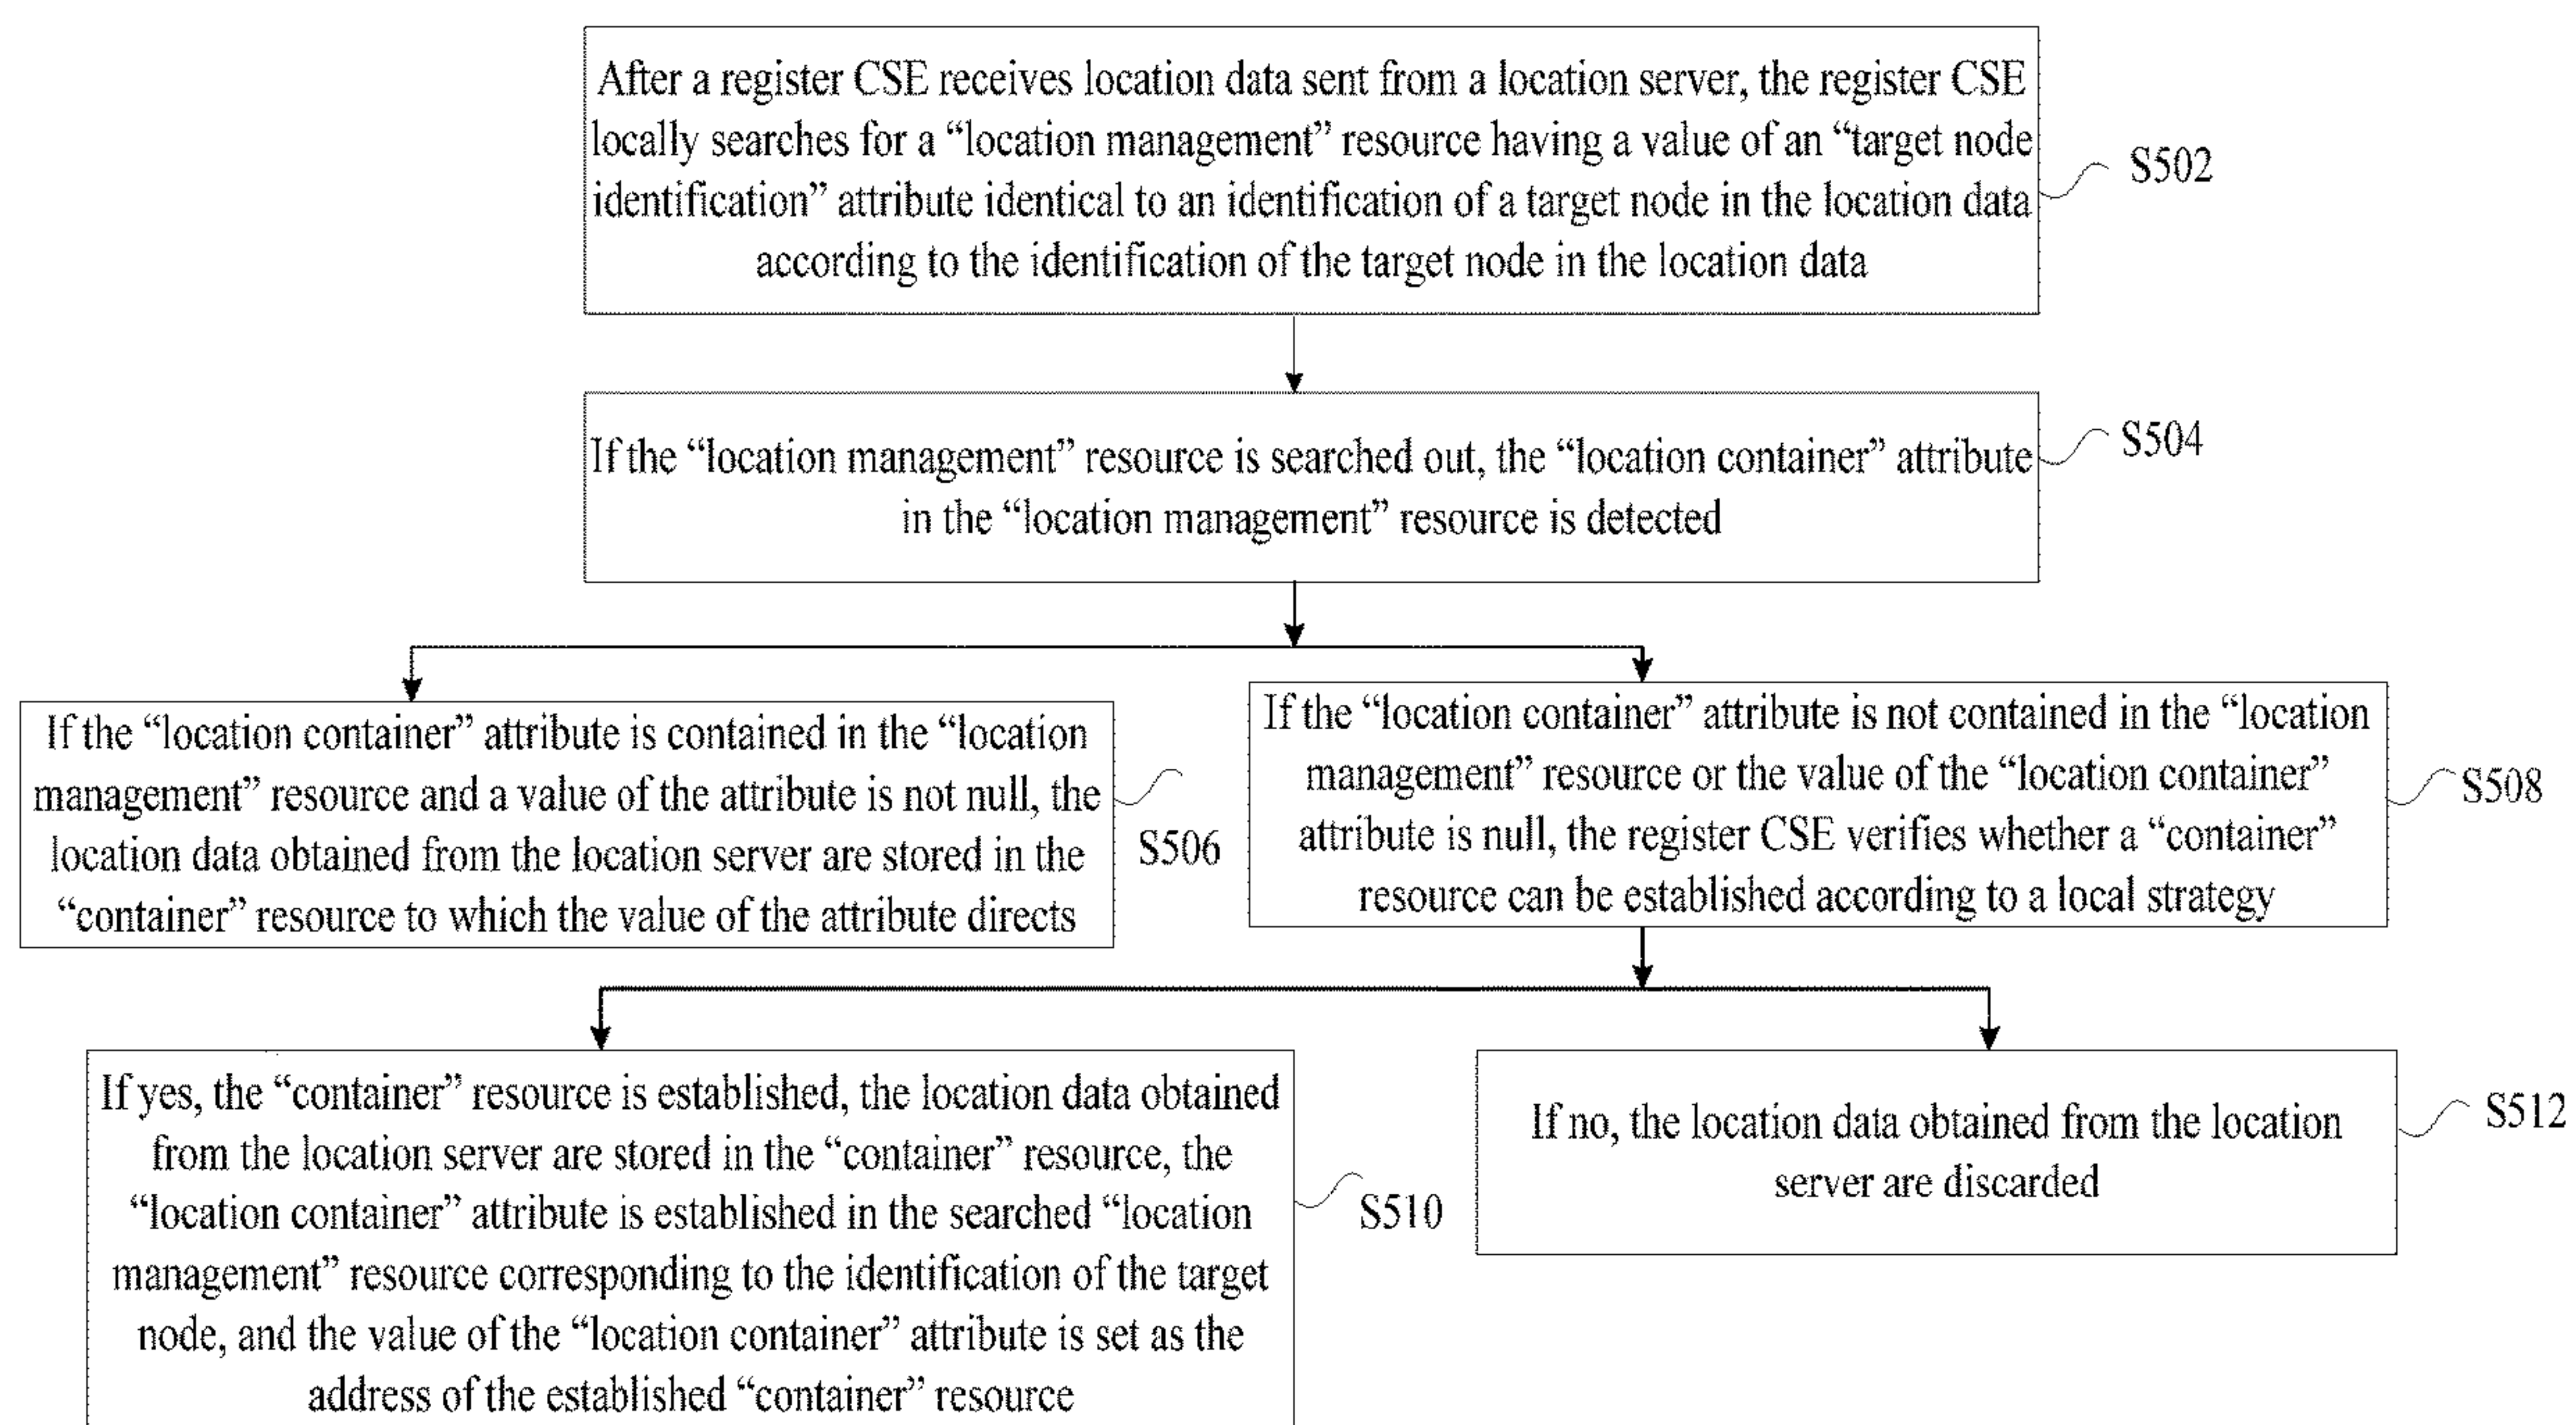 After a register CSE receives location data sent from a location server, the register CSE
locally searches for a “location management” resource having a value of an “target node
identification” attribute identical to an identification of a target node in the location data
according to the identification of the target node in the location data
S502
If the “location management” resource is searched out, the “location container” attribute
in the “location management” resource is detected
S504
If the “location container” attribute is contained in the “location
management” resource and a value of the attribute is not null, the
location data obtained from the location server are stored in the
“container” resource to which the value of the attribute directs
S506
If the “location container” attribute is not contained in the “location
management” resource or the value of the “location container”
attribute is null, the register CSE verifies whether a “container”
resource can be established according to a local strategy
S508
If yes, the “container” resource is established, the location data obtained
from the location server are stored in the “container” resource, the
“location container” attribute is established in the searched “location
management” resource corresponding to the identification of the target
node, and the value of the “location container” attribute is set as the
address of the established “container” resource
S510
If no, the location data obtained from the location
server are discarded
S512